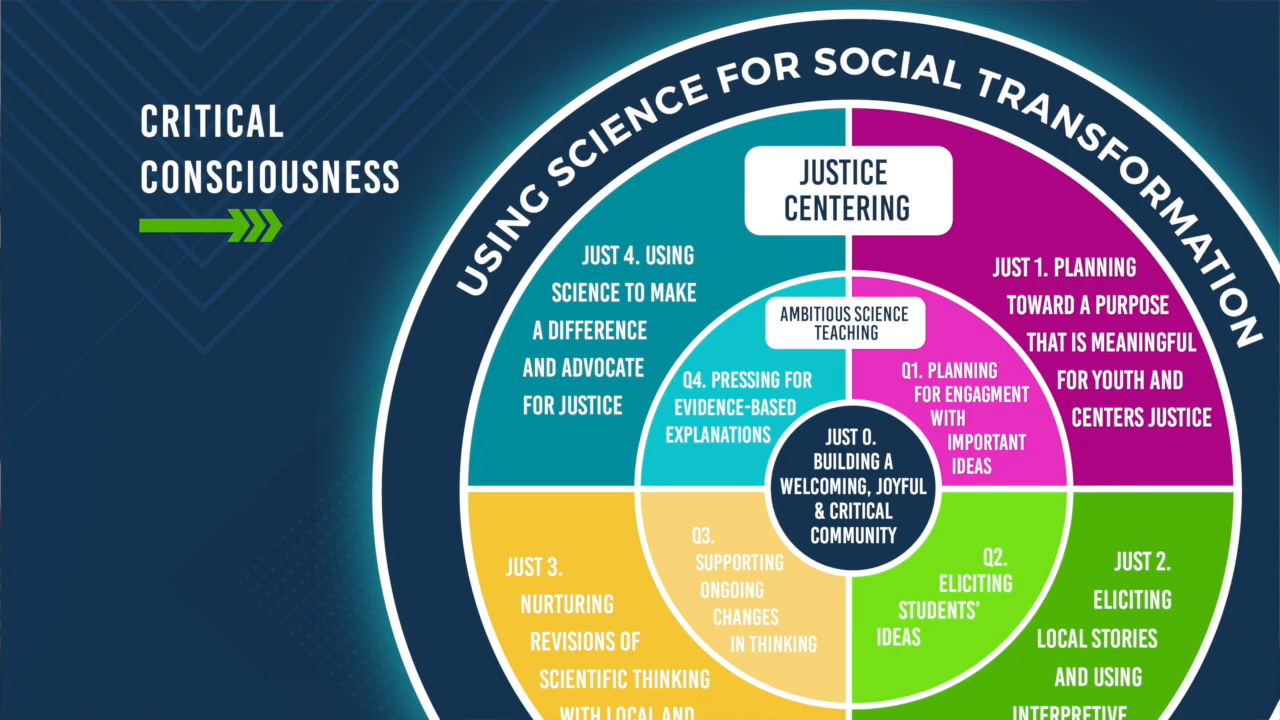 CRITICAL
CONSCIOUSNESS
USING SCIENCE FOR SOCIAL TRANSFORMATION
JUSTICE
CENTERING
JUST 4. USING
SCIENCE TO MAKE
A DIFFERENCE
AND ADVOCATE
FOR JUSTICE
JUST 1. PLANNING
TOWARD A PURPOSE
THAT IS MEANINGFUL
FOR YOUTH AND
CENTERS JUSTICE
AMBITIOUS SCIENCE
TEACHING
Q4. PRESSING FOR
EVIDENCE-BASED
EXPLANATIONS
Q1. PLANNING
FOR ENGAGMENT
WITH
IMPORTANT
IDEAS
JUST 0.
BUILDING A
WELCOMING, JOYFUL
& CRITICAL
COMMUNITY
Q3.
SUPPORTING
ONGOING
CHANGES
IN THINKING
Q2.
ELICITING
STUDENTS'
IDEAS
JUST 3.
NURTURING
REVISIONS OF
SCIENTIFIC THINKING
WITH LOCAL AND
JUST 2.
ELICITING
LOCAL STORIES
AND USING
INTERPRETIVE